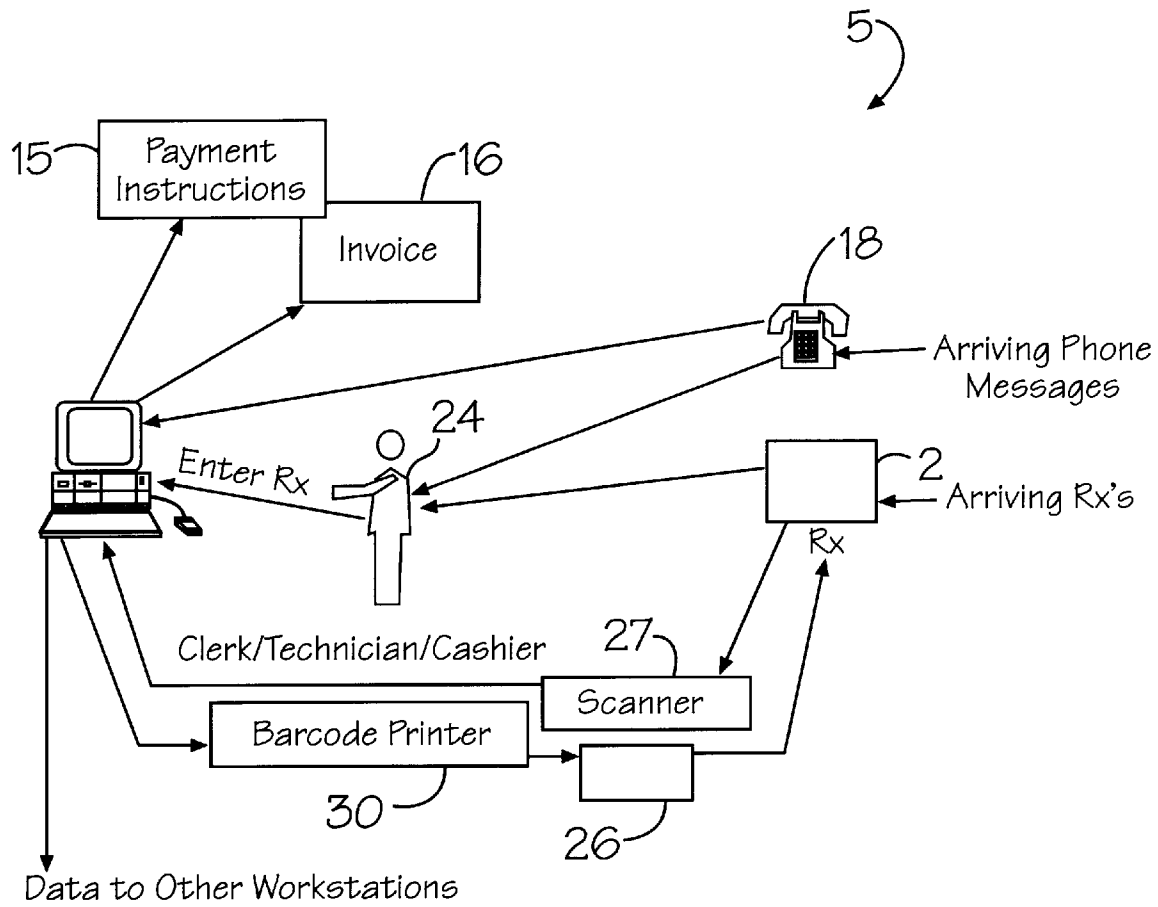 5
15
Payment
Instructions
16
Invoice
18
Arriving Phone
Messages
24
Enter Rx
2
Arriving Rx's
Rx
Clerk/Technician/Cashier
27
Scanner
Barcode Printer
30
26
Data to Other Workstations